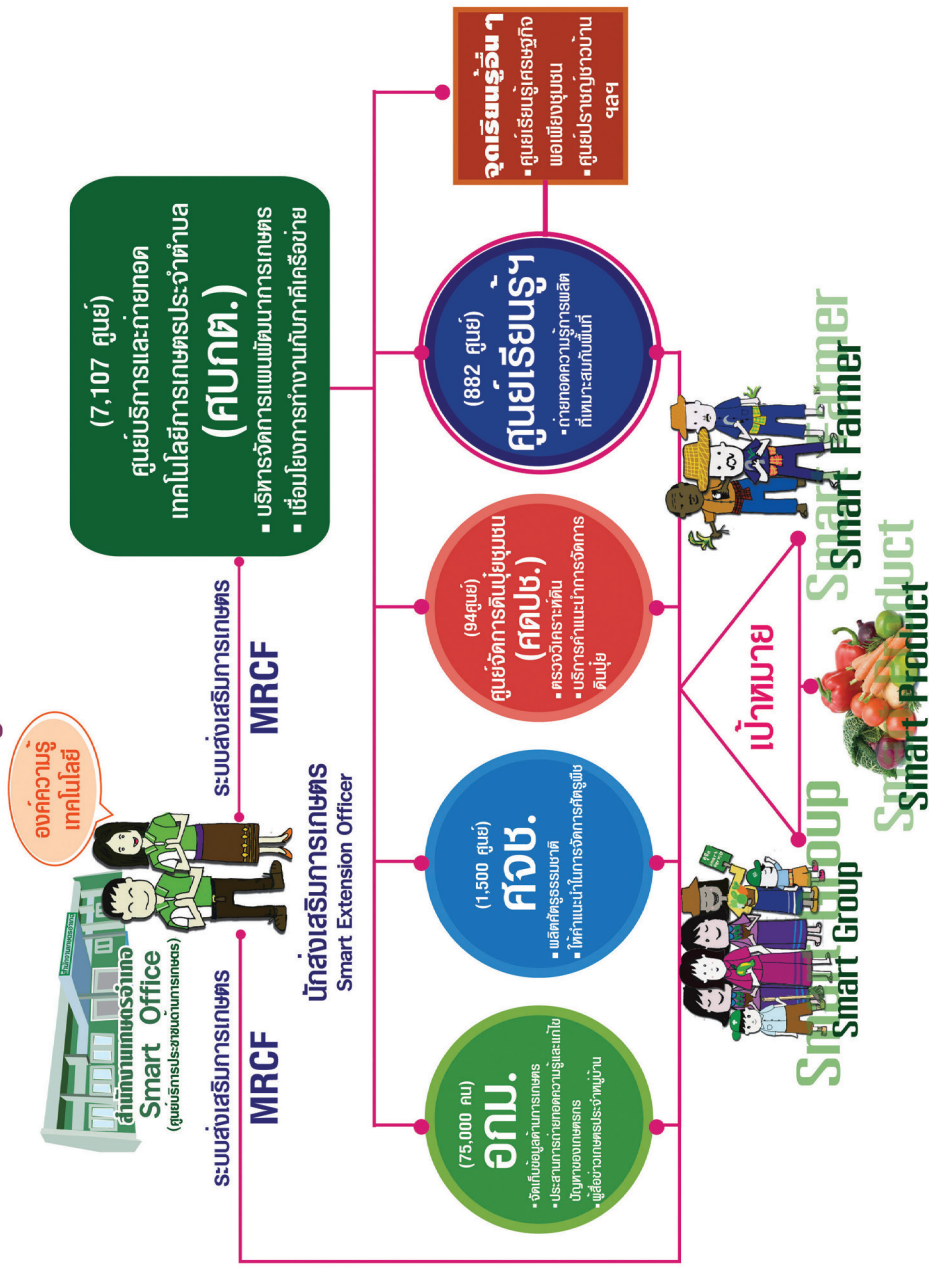 องค์ความรู้
เทคโนโลยี
สำนักงานเกษตรอำเภอ
สำนักงานเกษตรอำเภอ
Smart Office
(ศูนย์บริการประชาชนด้านการเกษตร)
ระบบส่งเสริมการเกษตร
MRCF
นักส่งเสริมการเกษตร
Smart Extension Officer
ระบบส่งเสริมการเกษตร
MRCF
(7,107 ศูนย์)
ศูนย์บริการและถ่ายทอด
เทคโนโลยีการเกษตรประจำตำบล
(ศบกต.)
▪ บริหารจัดการแผนพัฒนาการเกษตร
▪ เชื่อมโยงการทำงานกับภาคีเครือข่าย
(75,000 คน)
อกม.
▪ จัดเก็บข้อมูลด้านการเกษตร
▪ ประสานการถ่ายทอดความรู้และแก้ไข
ปัญหาของเกษตรกร
▪ ผู้สื่อข่าวเกษตรประจำหมู่บ้าน
(1,500 ศูนย์)
ศจช.
▪ ผลิตศัตรูธรรมชาติ
▪ ให้คำแนะนำในการจัดการศัตรูพืช
(94ศูนย์)
ศูนย์จัดการดินปุ๋ยชุมชน
(ศดปช.)
▪ ตรวจวิเคราะห์ดิน
▪ บริการคำแนะนำการจัดการ
ดินปุ๋ย
(882 ศูนย์)
ศูนย์เรียนรู้ฯ
▪ ถ่ายทอดความรู้การผลิต
ที่เหมาะสมกับพื้นที่
จุดเรียนรู้อื่น ๆ
▪ ศูนย์เรียนรู้เศรษฐกิจ
พอเพียงชุมชน
▪ ศูนย์ปราชญ์ชาวบ้าน
ฯลฯ
เป้าหมาย
Smart Group
Smart Group
Smart Product
Smart Product
Smart Farmer
Smart Farmer